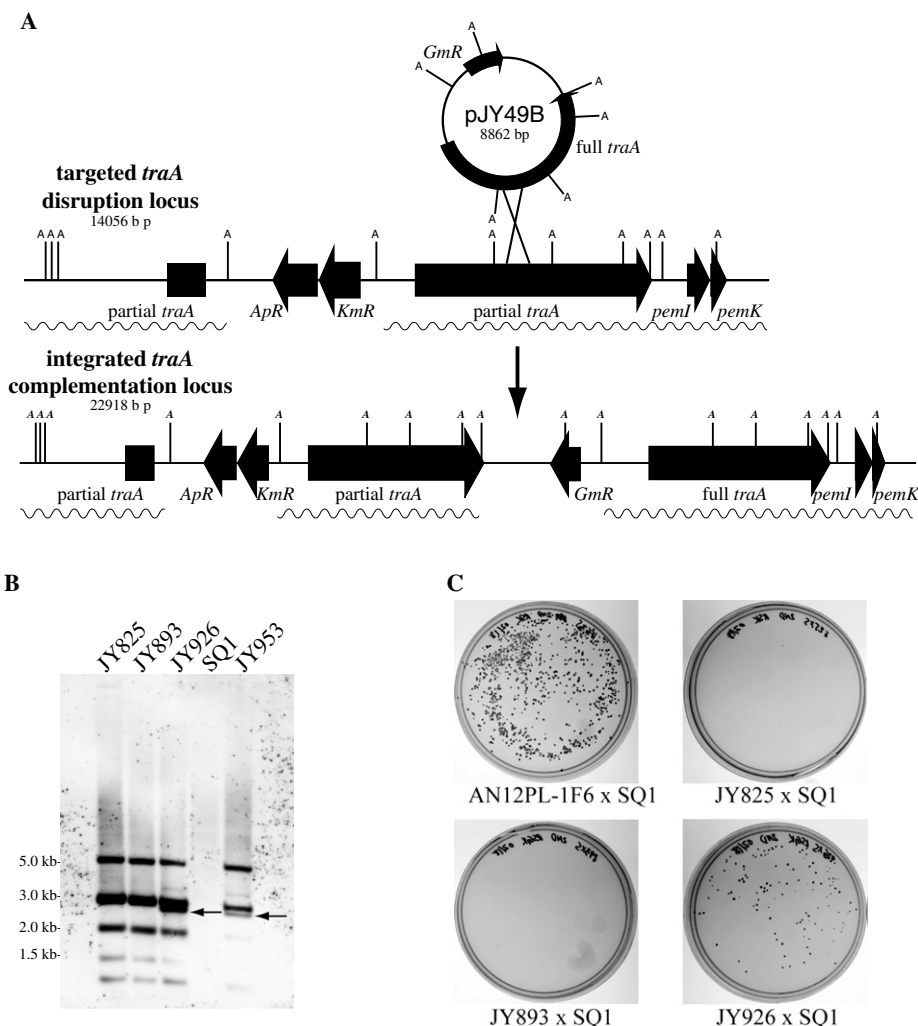 A
GmR
A
A
A
pJY49B
8862 bp
A
full traA
A
A
targeted traA
disruption locus
14056 b p
A A A
A
A
A
A
A
A A
A
partial traA
ApR
KmR
partial traA
pemI
pemK
integrated traA
complementation locus
22918 b p
A A A
A
A
A
A
A
A
A
A
A
A
A
A
A
partial traA
ApR
KmR
partial traA
GmR
full traA
pemI
pemK
B
JY825
JY893
JY926
SQ1
JY953
5.0 kb-
3.0 kb-
2.0 kb-
1.5 kb-
C
AN12PL-1F6 x SQ1
JY825 x SQ1
JY893 x SQ1
JY926 x SQ1